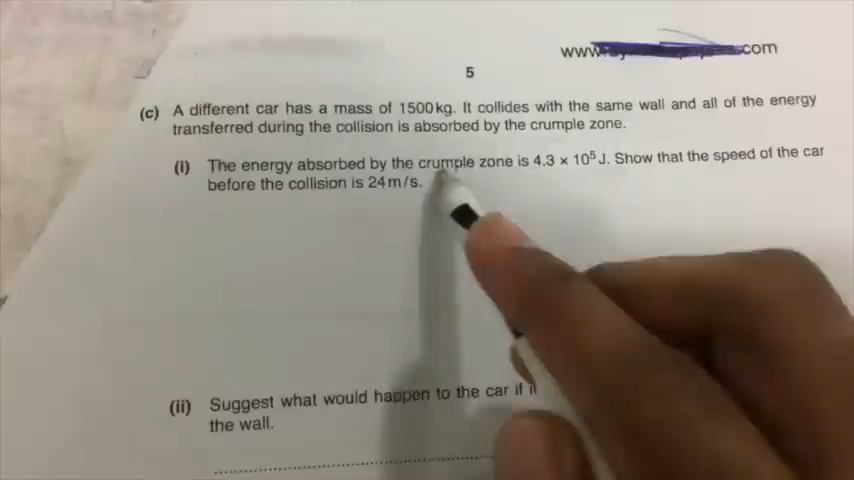 www. .com
5
(c) A different car has a mass of 1500 kg. It collides with the same wall and all of the energy
transferred during the collision is absorbed by the crumple zone.
(i) The energy absorbed by the crumple zone is 4.3 × 10⁵ J. Show that the speed of the car
before the collision is 24 m/s.
(ii) Suggest what would happen to the car if
the wall.